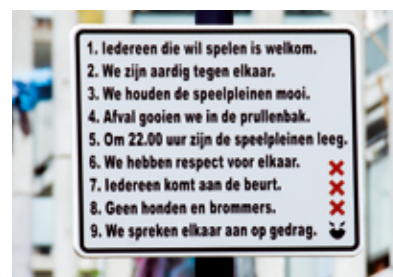 1. Iedereen die wil spelen is welkom.
2. We zijn aardig tegen elkaar.
3. We houden de speelpleinen mooi.
4. Afval gooien we in de prullenbak.
5. Om 22.00 uur zijn de speelpleinen leeg.
6. We hebben respect voor elkaar.
7. Iedereen komt aan de beurt.
8. Geen honden en brommers.
9. We spreken elkaar aan op gedrag.